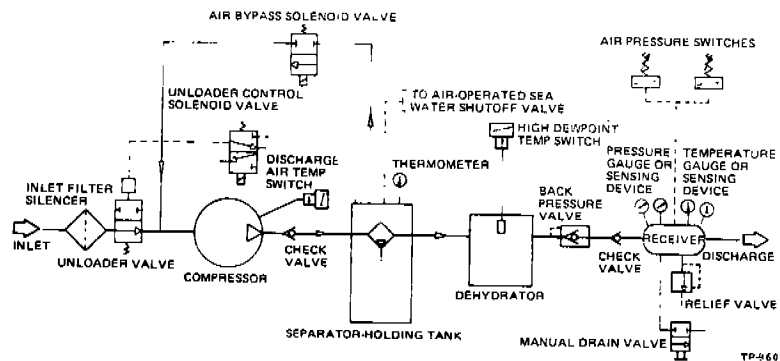 AIR BYPASS SOLENOID VALVE
AIR PRESSURE SWITCHES
UNLOADER CONTROL
SOLENOID VALVE
TO AIR-OPERATED SEA
WATER SHUTOFF VALVE
HIGH DEWPOINT
TEMP SWITCH
DISCHARGE
AIR TEMP
SWITCH
THERMOMETER
PRESSURE
GAUGE OR
SENSING
DEVICE
TEMPERATURE
GAUGE OR
SENSING
DEVICE
INLET FILTER
SILENCER
BACK
PRESSURE
VALVE
INLET
UNLOADER VALVE
COMPRESSOR
CHECK
VALVE
SEPARATOR-HOLDING TANK
DEHYDRATOR
CHECK
VALVE
RECEIVER
DISCHARGE
RELIEF VALVE
MANUAL DRAIN VALVE